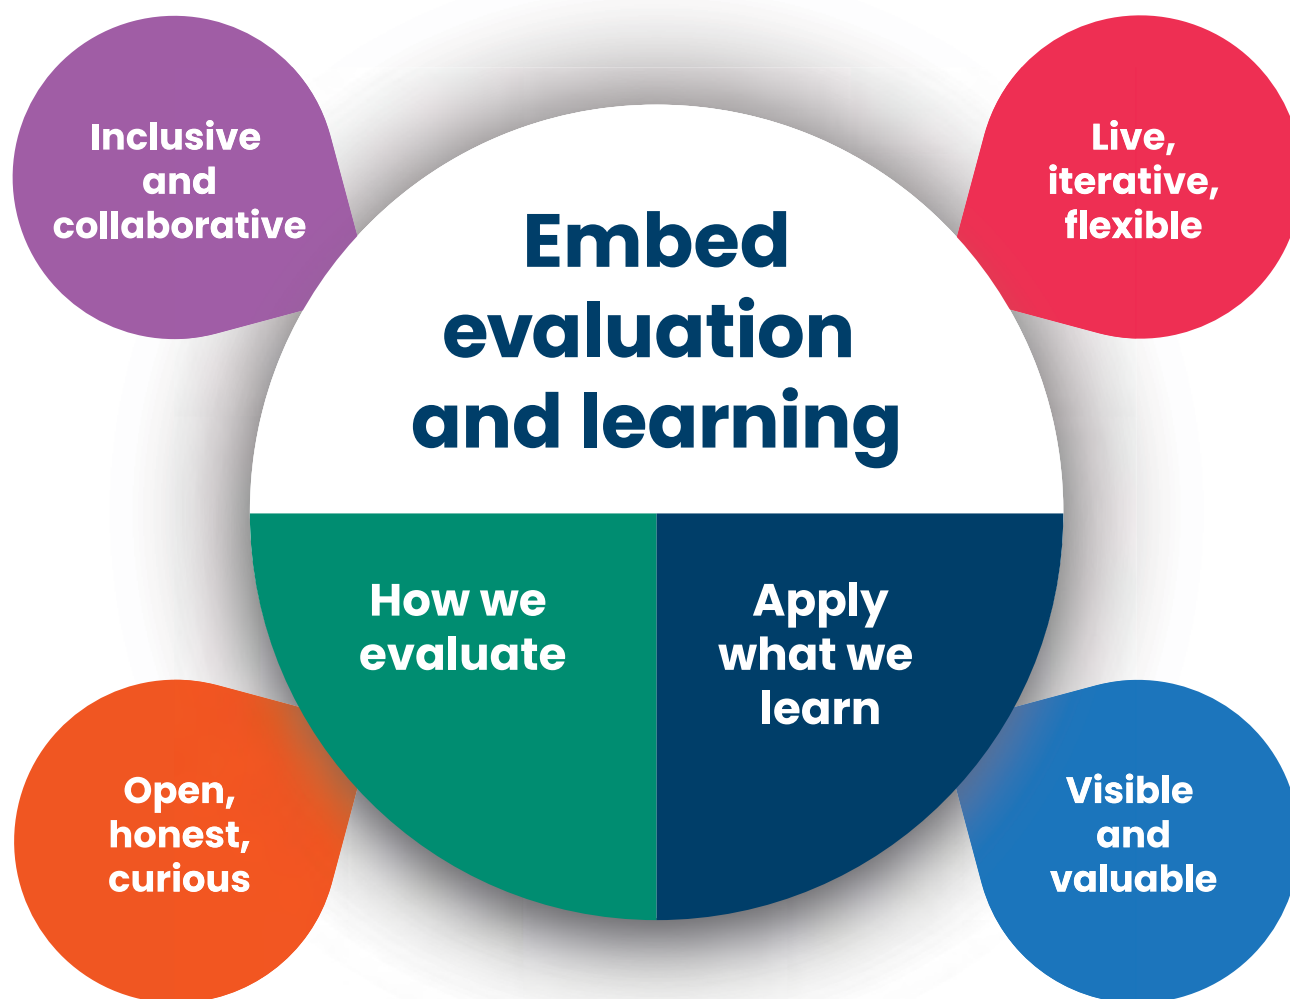 Inclusive
and
collaborative
Live,
iterative,
flexible
Embed
evaluation
and learning
How we
evaluate
Apply
what we
learn
Open,
honest,
curious
Visible
and
valuable